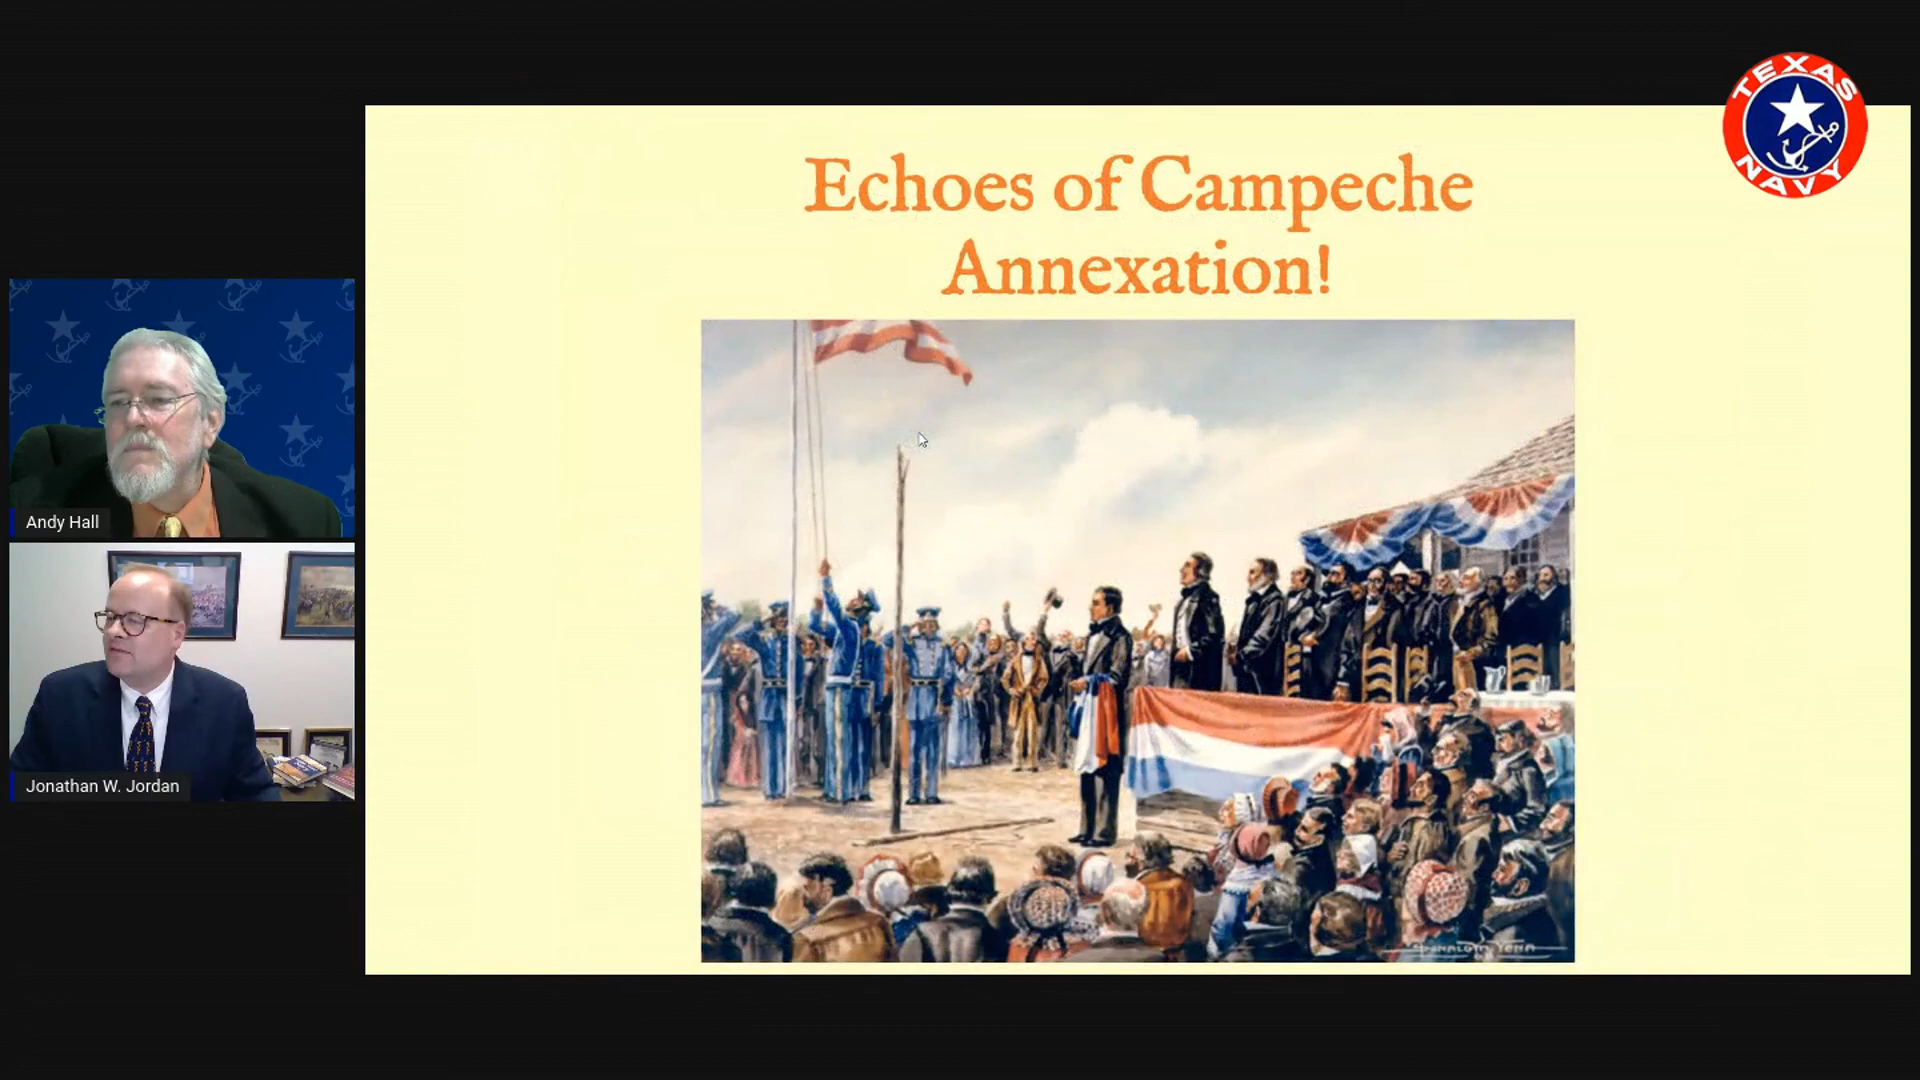 TEXAS
NAVY
Echoes of Campeche
Annexation!
Andy Hall
Jonathan W. Jordan